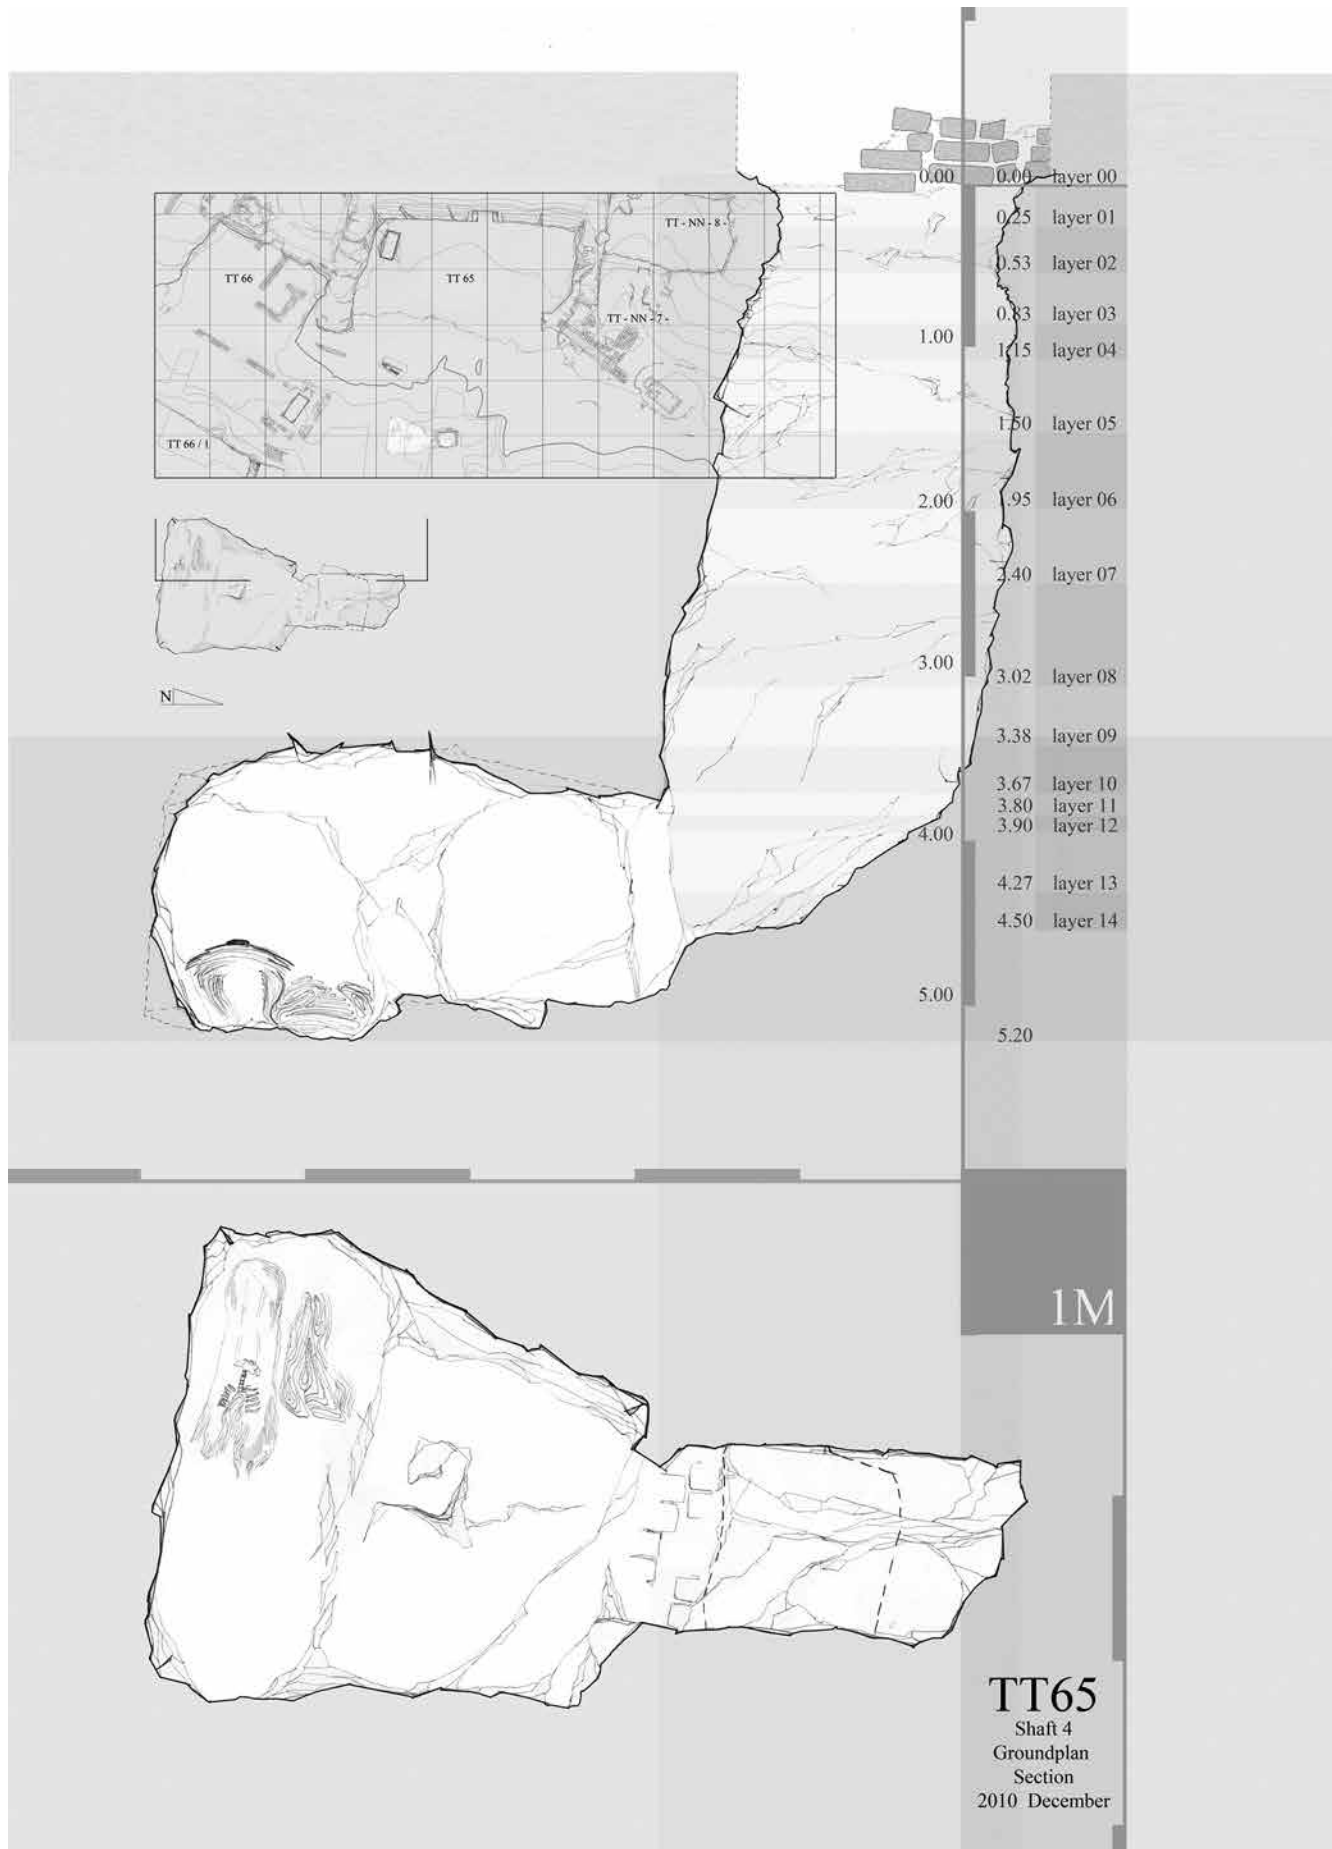 0.00 0.00 layer 00
TT - NN - 8 -
0.25 layer 01
0.53 layer 02
TT 66
TT 65
0.83 layer 03
TT - NN - 7 -
1.00
1.15 layer 04
1.50 layer 05
TT 66 / 1
2.00
1.95 layer 06
2.40 layer 07
3.00
3.02 layer 08
N
3.38 layer 09
3.67 layer 10
3.80 layer 11
4.00
3.90 layer 12
4.27 layer 13
4.50 layer 14
5.00
5.20
1M
TT65
Shaft 4
Groundplan
Section
2010 December